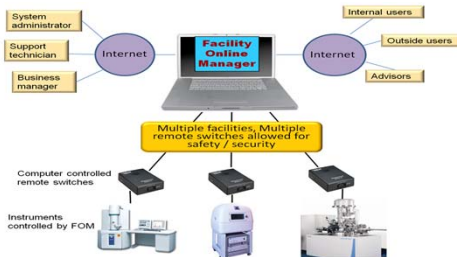 System
administrator
Support
technician
Business
manager
Internet
Facility
Online
Manager
Internet
Internal users
Outside users
Advisors
Multiple facilities, Multiple
remote switches allowed for
safety / security
Computer controlled
remote switches
Instruments
controlled by FOM